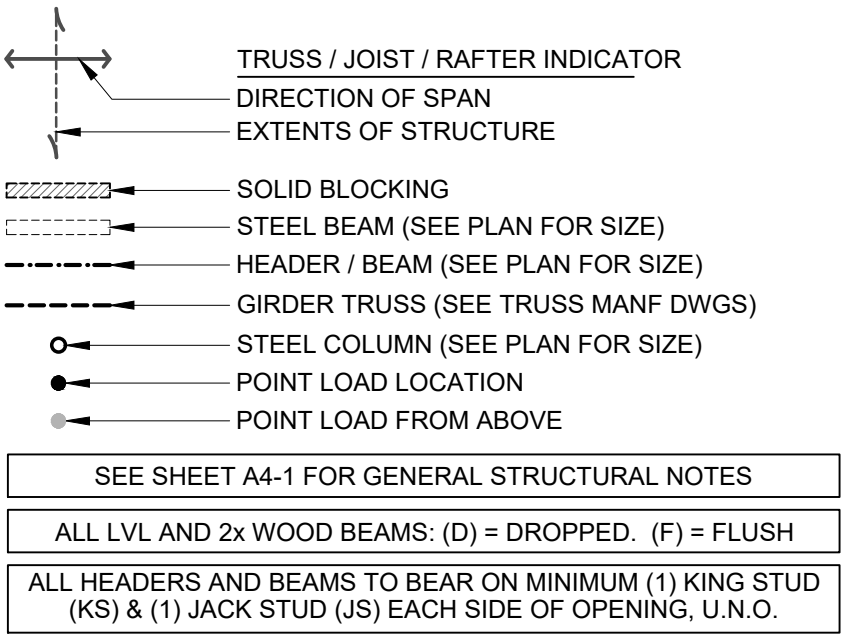 TRUSS / JOIST / RAFTER INDICATOR
DIRECTION OF SPAN
EXTENTS OF STRUCTURE
SOLID BLOCKING
STEEL BEAM (SEE PLAN FOR SIZE)
HEADER / BEAM (SEE PLAN FOR SIZE)
GIRDER TRUSS (SEE TRUSS MANF DWGS)
STEEL COLUMN (SEE PLAN FOR SIZE)
POINT LOAD LOCATION
POINT LOAD FROM ABOVE
SEE SHEET A4-1 FOR GENERAL STRUCTURAL NOTES
ALL LVL AND 2x WOOD BEAMS: (D) = DROPPED. (F) = FLUSH
ALL HEADERS AND BEAMS TO BEAR ON MINIMUM (1) KING STUD
(KS) & (1) JACK STUD (JS) EACH SIDE OF OPENING, U.N.O.